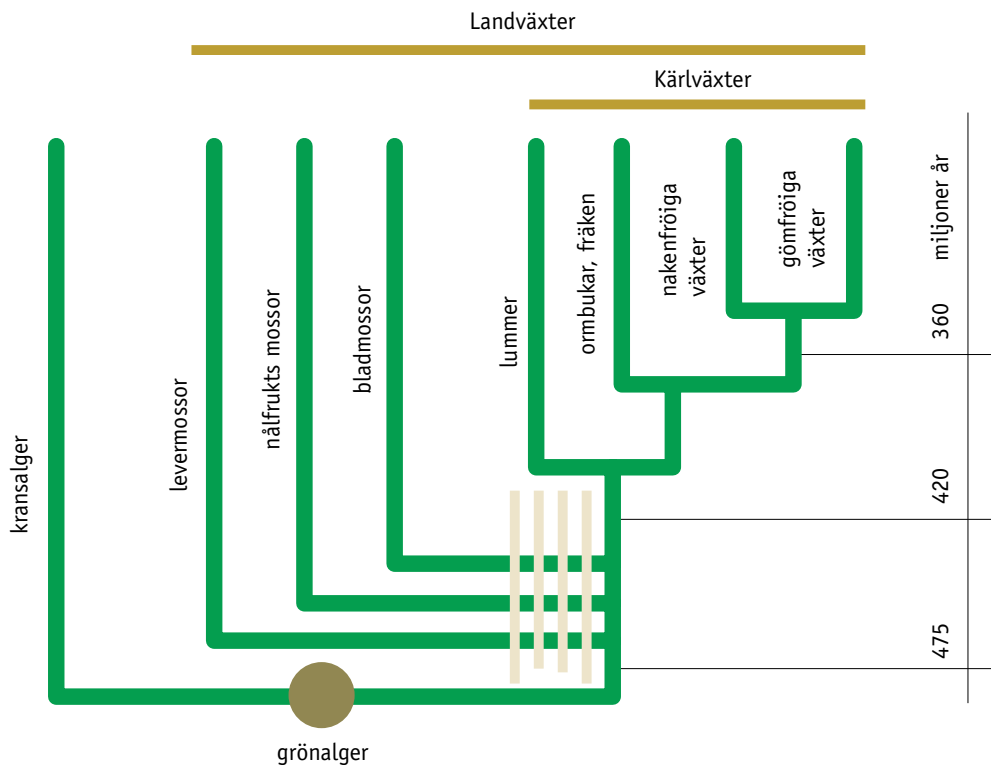 Landväxter
Kärlväxter
kransalger
levermossor
nålfrukts mossor
bladmossor
lummer
ormbukar, fräken
nakenfröiga
växter
gömfröiga
växter
miljoner år
360
420
475
grönalger